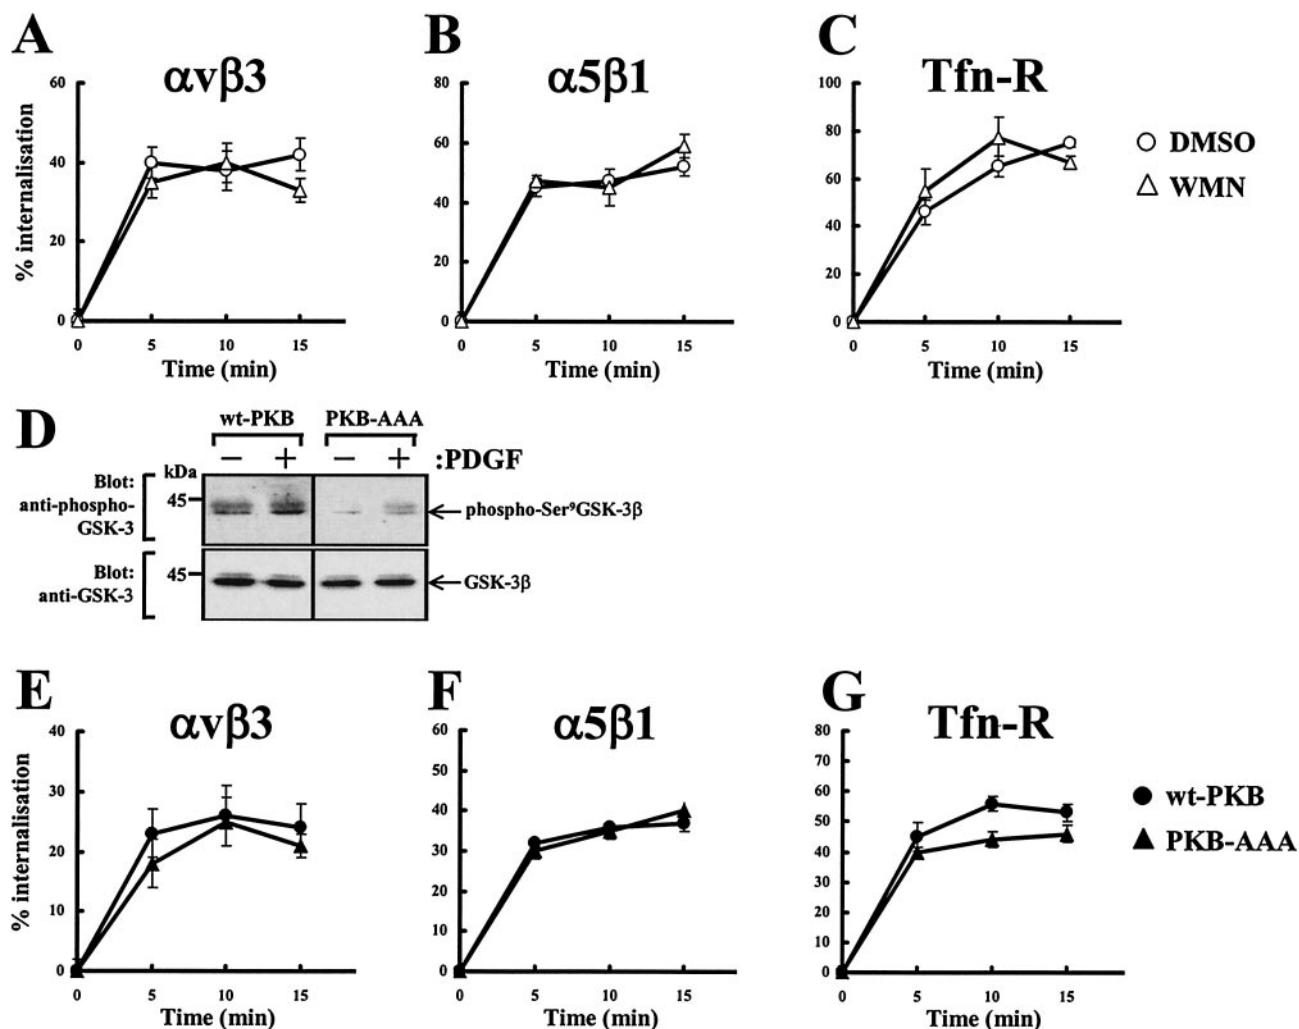 A
αvβ3
% internalisation
60
40
20
0
0 5 10 15
Time (min)
B
α5β1
80
60
40
20
0
0 5 10 15
Time (min)
C
Tfn-R
100
80
60
40
20
0
0 5 10 15
Time (min)
DMSO
WMN
D
wt-PKB PKB-AAA
− + − + :PDGF
kDa
Blot:
anti-phospho-
GSK-3
45
phospho-Ser⁹GSK-3β
Blot:
anti-GSK-3
45
GSK-3β
E
αvβ3
% internalisation
40
30
20
10
0
0 5 10 15
Time (min)
F
α5β1
60
50
40
30
20
10
0
0 5 10 15
Time (min)
G
Tfn-R
80
70
60
50
40
30
20
10
0
0 5 10 15
Time (min)
wt-PKB
PKB-AAA